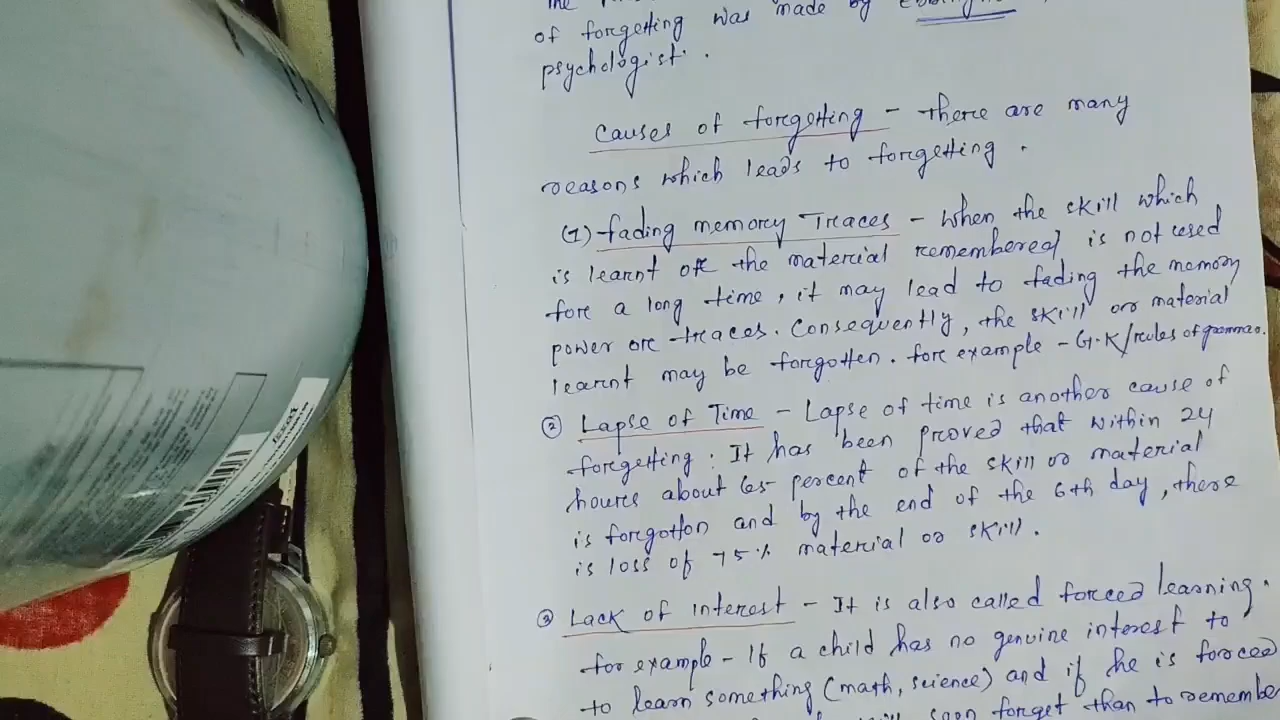 of forgetting was made by
psychologist.
Causes of forgetting - there are many
reasons which leads to forgetting.
(1) fading memory Traces - When the skill which
is learnt or the material remembered is not used
for a long time, it may lead to fading the memory
power or traces. Consequently, the skill or material
learnt may be forgotten. for example - G.K/rules of grammar.
② Lapse of Time - Lapse of time is another cause of
forgetting: It has been proved that within 24
hours about 65 percent of the skill or material
is forgotton and by the end of the 6th day, there
is loss of 75% material or skill.
③ Lack of interest - It is also called forced learning.
for example - If a child has no genuine interest to
to learn something (math, science) and if he is forced
soon forget than to remember